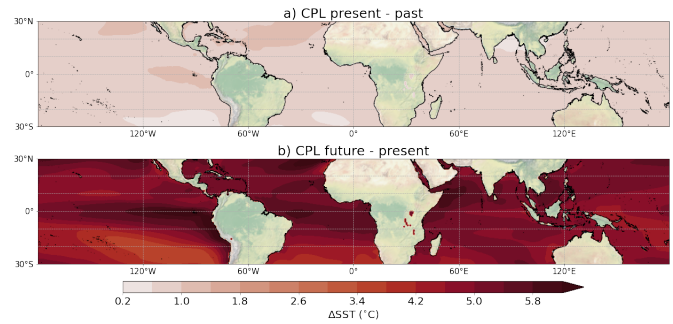 a) CPL present - past
30°N
0°
30°S
120°W 60°W 0° 60°E 120°E
b) CPL future - present
30°N
0°
30°S
120°W 60°W 0° 60°E 120°E
0.2 1.0 1.8 2.6 3.4 4.2 5.0 5.8
ΔSST (°C)